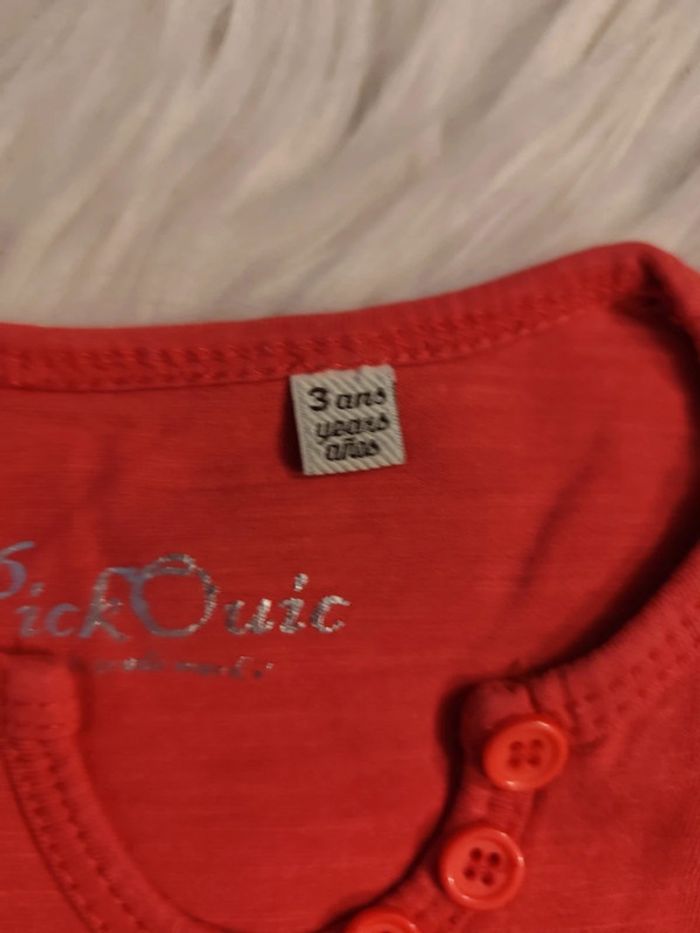 3 ans
years
años
PickOuic